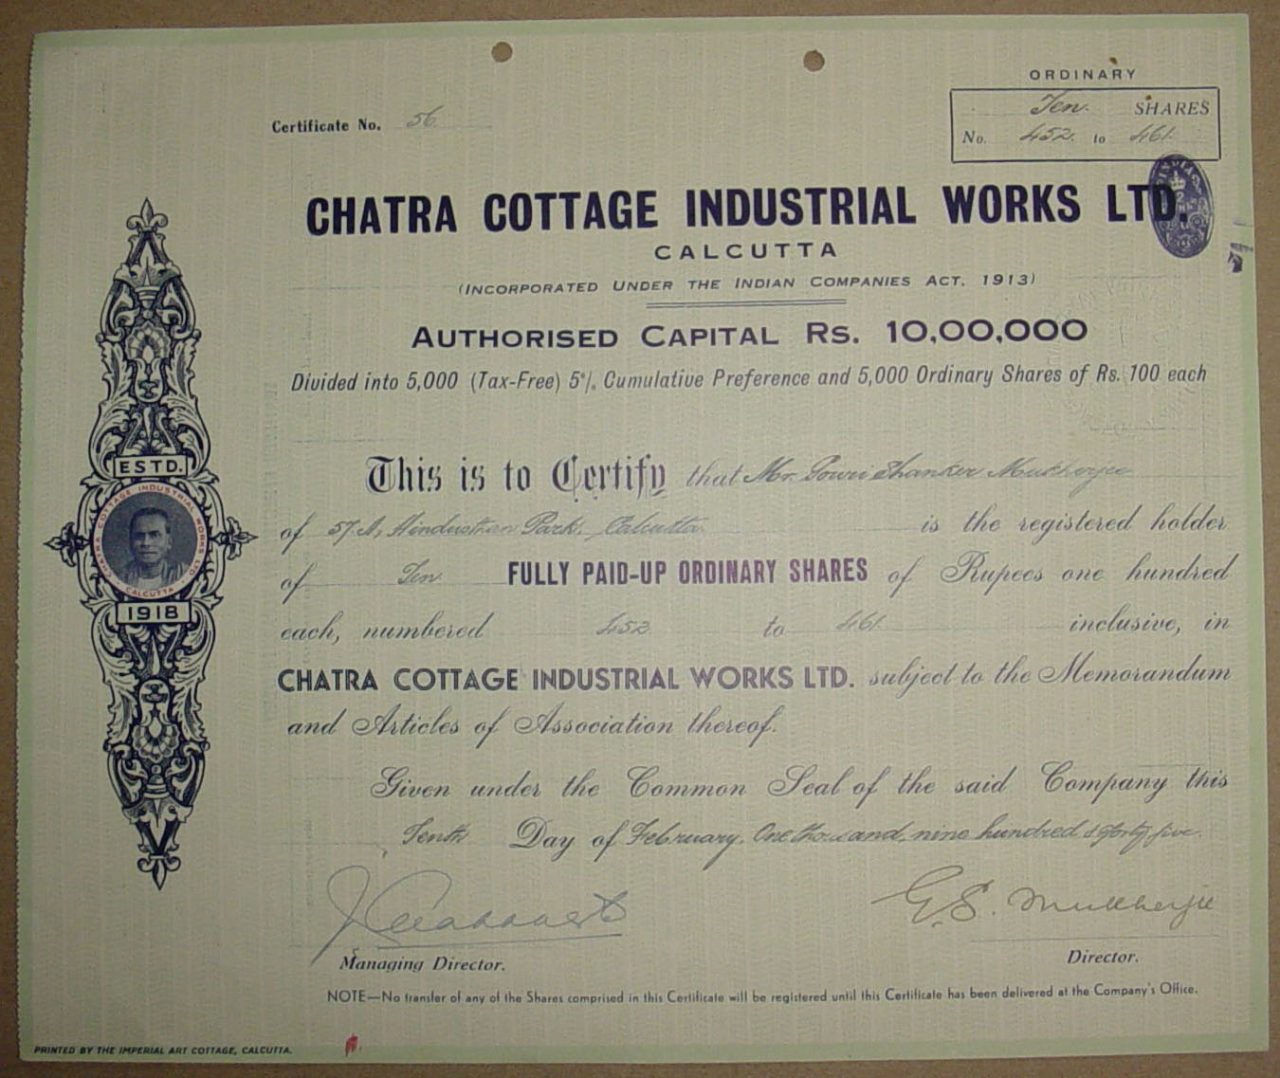 ORDINARY
Ten SHARES
Certificate No. 56
No. 452 to 461
CHATRA COTTAGE INDUSTRIAL WORKS LTD.
CALCUTTA
(INCORPORATED UNDER THE INDIAN COMPANIES ACT, 1913)
AUTHORISED CAPITAL RS. 10,00,000
Divided into 5,000 (Tax-Free) 5% Cumulative Preference and 5,000 Ordinary Shares of Rs. 100 each
This is to Certify that Mr. Gouri Shanker Mukherjee
of 57A, Hindusthan Park, Calcutta is the registered holder
of Ten FULLY PAID-UP ORDINARY SHARES of Rupees one hundred
each, numbered 452 to 461 inclusive, in
CHATRA COTTAGE INDUSTRIAL WORKS LTD. subject to the Memorandum
and Articles of Association thereof.
Given under the Common Seal of the said Company this
Tenth Day of February, One thousand, nine hundred & forty five.
G. S. Mukherjee
Managing Director.
Director.
NOTE—No transfer of any of the Shares comprised in this Certificate will be registered until this Certificate has been delivered at the Company's Office.
PRINTED BY THE IMPERIAL ART COTTAGE, CALCUTTA.
ESTD.
CHATRA COTTAGE INDUSTRIAL WORKS LTD
CALCUTTA
1918